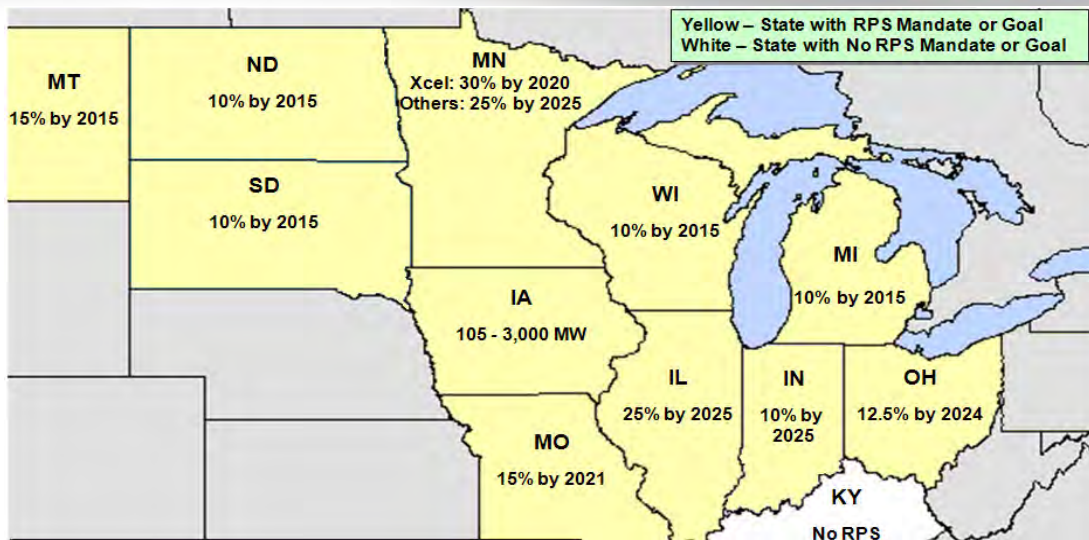 Yellow – State with RPS Mandate or Goal
White – State with No RPS Mandate or Goal
MT
15% by 2015
ND
10% by 2015
MN
Xcel: 30% by 2020
Others: 25% by 2025
SD
10% by 2015
WI
10% by 2015
MI
10% by 2015
IA
105 - 3,000 MW
IL
25% by 2025
IN
10% by
2025
OH
12.5% by 2024
MO
15% by 2021
KY
No RPS